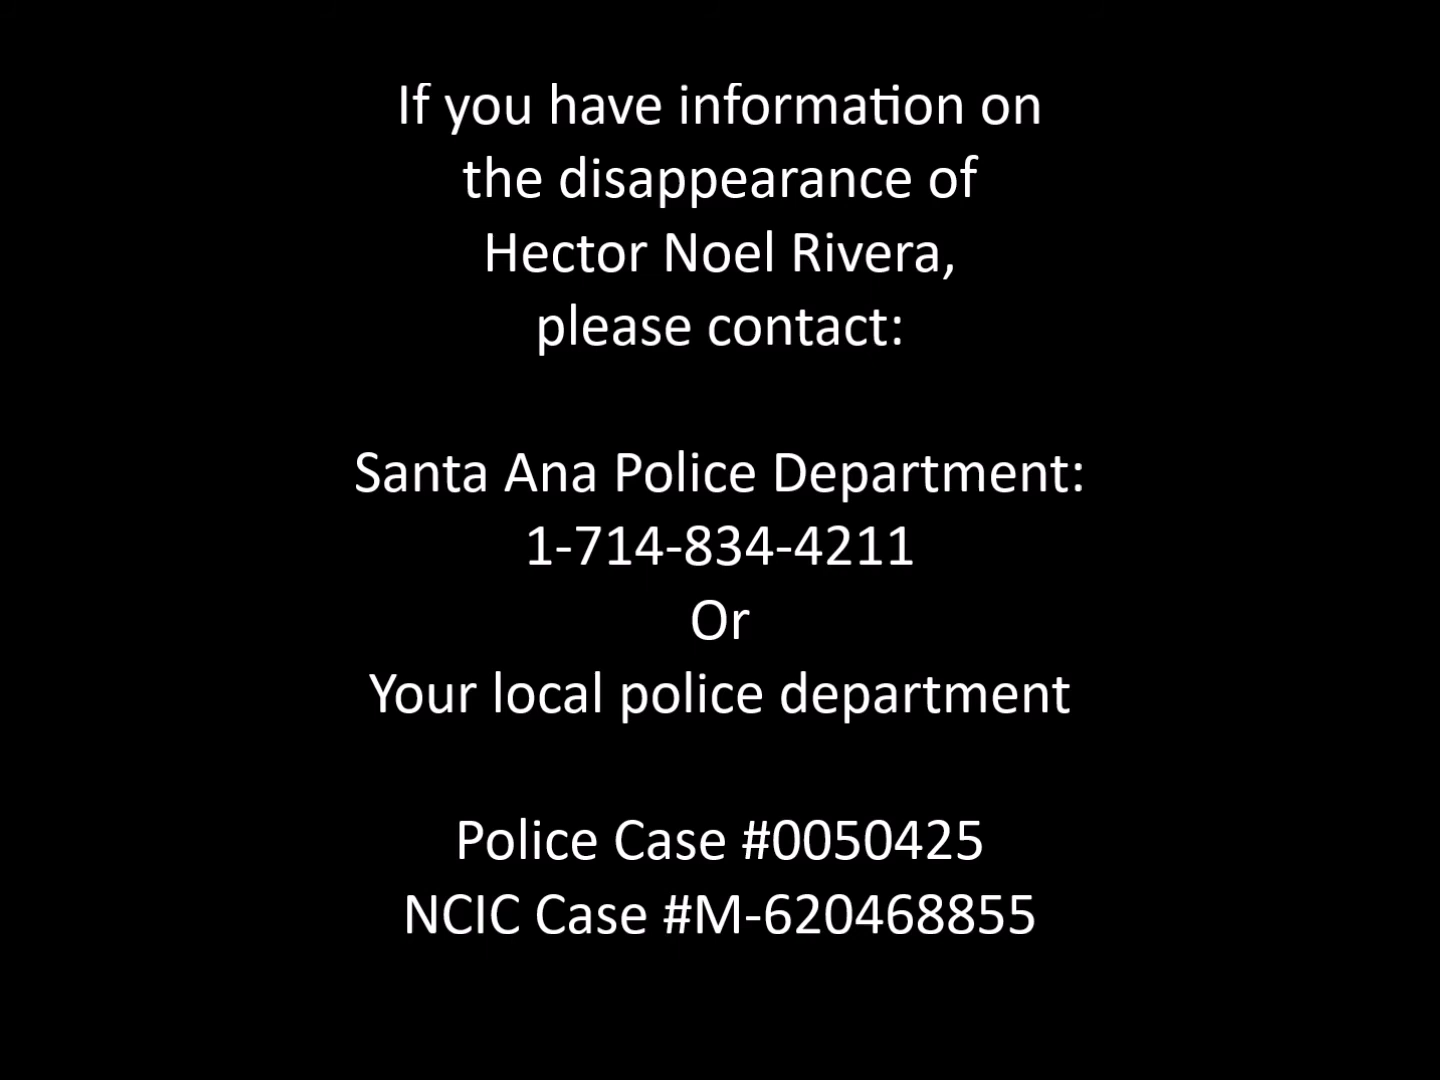 If you have information on
the disappearance of
Hector Noel Rivera,
please contact:
Santa Ana Police Department:
1-714-834-4211
Or
Your local police department
Police Case #0050425
NCIC Case #M-620468855